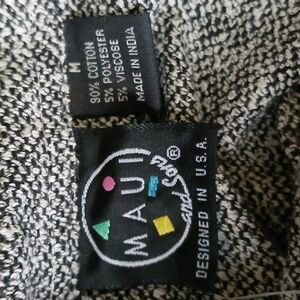 M
90% COTTON
5% POLYESTER
5% VISCOSE
MADE IN INDIA
MAUI
and Sons®
DESIGNED IN U.S.A.